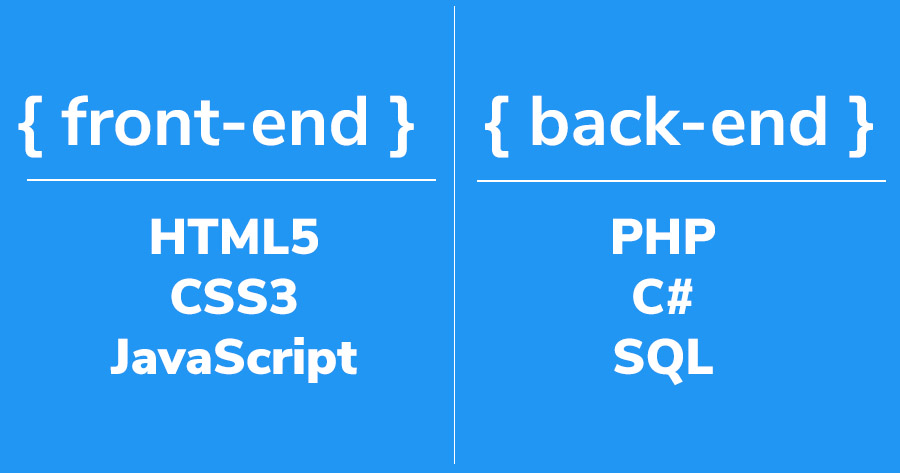 { front-end }
HTML5
CSS3
JavaScript
{ back-end }
PHP
C#
SQL